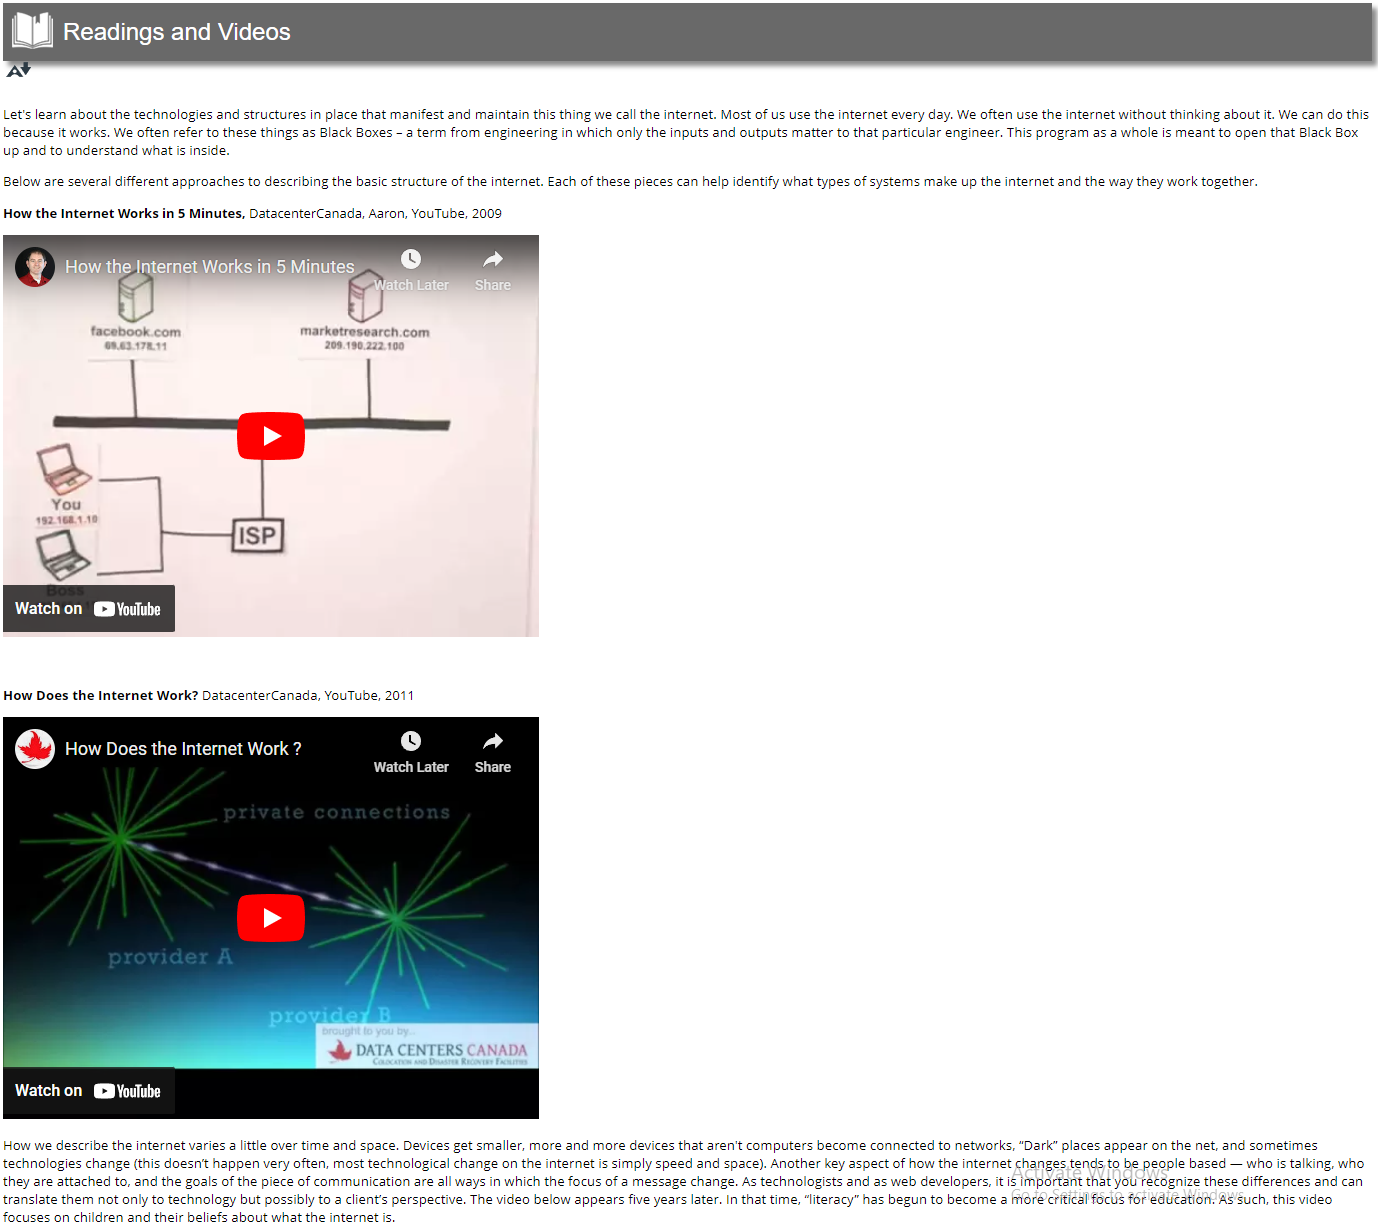 Readings and Videos
A
Let's learn about the technologies and structures in place that manifest and maintain this thing we call the internet. Most of us use the internet every day. We often use the internet without thinking about it. We can do this
because it works. We often refer to these things as Black Boxes – a term from engineering in which only the inputs and outputs matter to that particular engineer. This program as a whole is meant to open that Black Box
up and to understand what is inside.
Below are several different approaches to describing the basic structure of the internet. Each of these pieces can help identify what types of systems make up the internet and the way they work together.
How the Internet Works in 5 Minutes, DatacenterCanada, Aaron, YouTube, 2009
How the Internet Works in 5 Minutes
Watch Later
Share
facebook.com
69.63.178.11
marketresearch.com
209.190.222.100
You
192.168.1.10
ISP
Boss
Watch on YouTube
How Does the Internet Work? DatacenterCanada, YouTube, 2011
How Does the Internet Work ?
Watch Later
Share
private connections
provider A
provider B
brought to you by..
DATA CENTERS CANADA
Colocation and Disaster Recovery Facilities
Watch on YouTube
How we describe the internet varies a little over time and space. Devices get smaller, more and more devices that aren't computers become connected to networks, “Dark” places appear on the net, and sometimes
technologies change (this doesn’t happen very often, most technological change on the internet is simply speed and space). Another key aspect of how the internet changes tends to be people based — who is talking, who
they are attached to, and the goals of the piece of communication are all ways in which the focus of a message change. As technologists and as web developers, it is important that you recognize these differences and can
translate them not only to technology but possibly to a client’s perspective. The video below appears five years later. In that time, “literacy” has begun to become a more critical focus for education. As such, this video
focuses on children and their beliefs about what the internet is.
Activate Windows
Go to Settings to activate Windows.